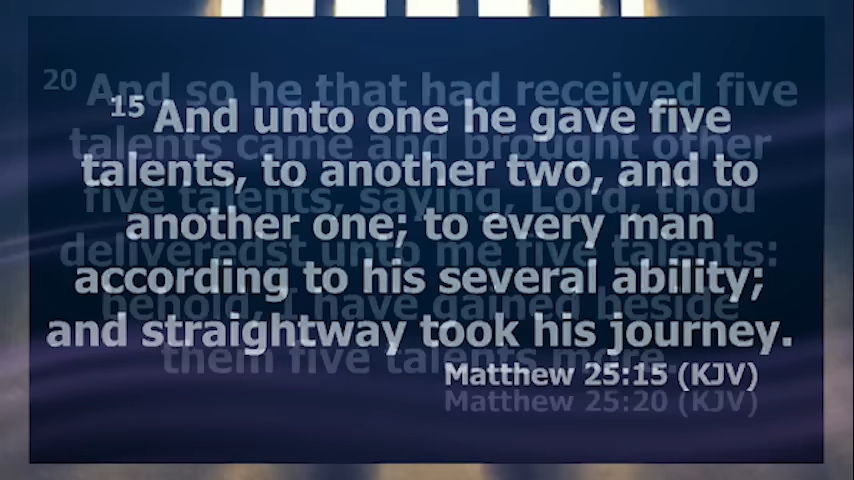 15 And unto one he gave five
talents, to another two, and to
another one; to every man
according to his several ability;
and straightway took his journey.
Matthew 25:15 (KJV)
20 And so he that had received five
talents came and brought other
five talents, saying, Lord, thou
deliveredst unto me five talents:
behold, I have gained beside
them five talents more.
Matthew 25:20 (KJV)